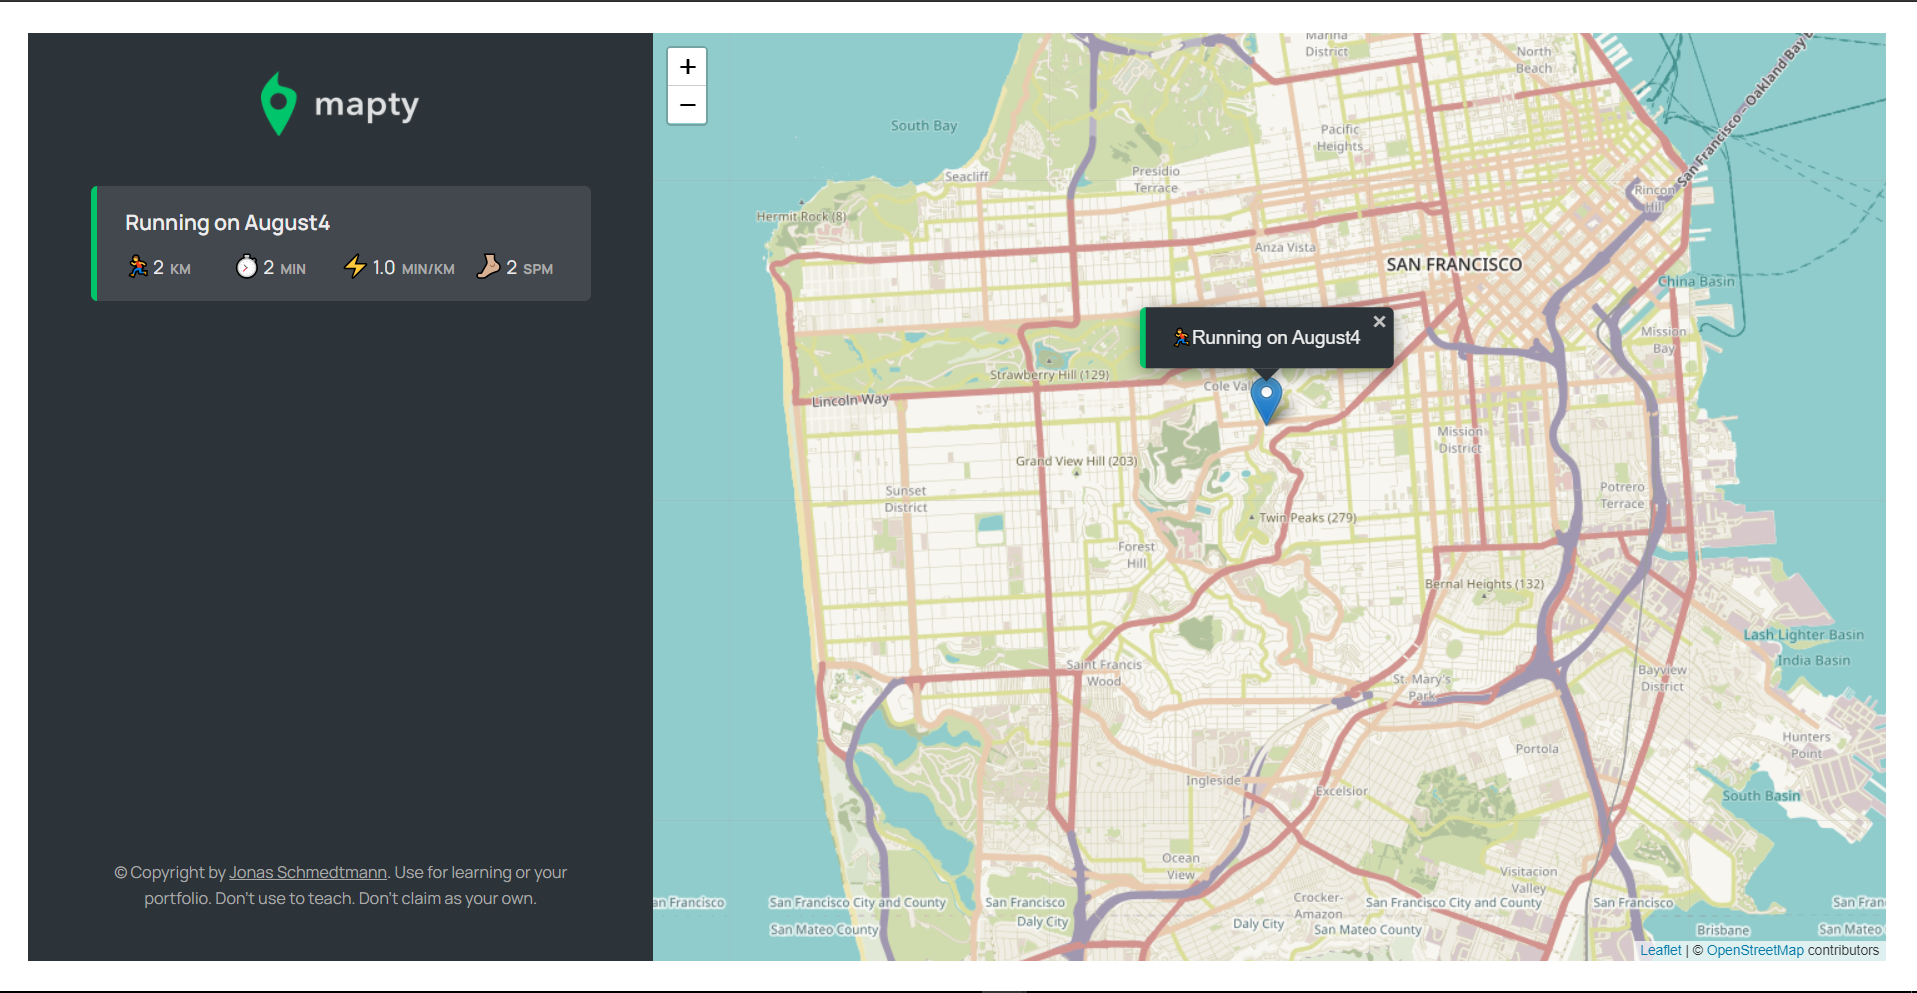 mapty
Running on August4
2 KM
2 MIN
1.0 MIN/KM
2 SPM
© Copyright by Jonas Schmedtmann. Use for learning or your
portfolio. Don't use to teach. Don't claim as your own.
+
−
Marina
District
North
Beach
San Francisco - Oakland Bay
South Bay
Pacific
Heights
Seacliff
Presidio
Terrace
Rincon
Hill
Hermit Rock (8)
Anza Vista
SAN FRANCISCO
China Basin
Running on August4
×
Mission
Bay
Strawberry Hill (129)
Cole Val
Lincoln Way
Mission
District
Grand View Hill (203)
Sunset
District
Potrero
Terrace
Twin Peaks (279)
Forest
Hill
Bernal Heights (132)
Lash Lighter Basin
India Basin
Saint Francis
Wood
St. Mary's
Park
Bayview
District
Hunters
Point
Portola
Ingleside
Excelsior
South Basin
Ocean
View
Visitacion
Valley
Crocker-
Amazon
an Francisco
San Francisco City and County
San Francisco
San Francisco City and County
San Francisco
San Fran
San Mateo County
Daly City
Daly City
San Mateo County
Brisbane
San Mateo
Leaflet | © OpenStreetMap contributors